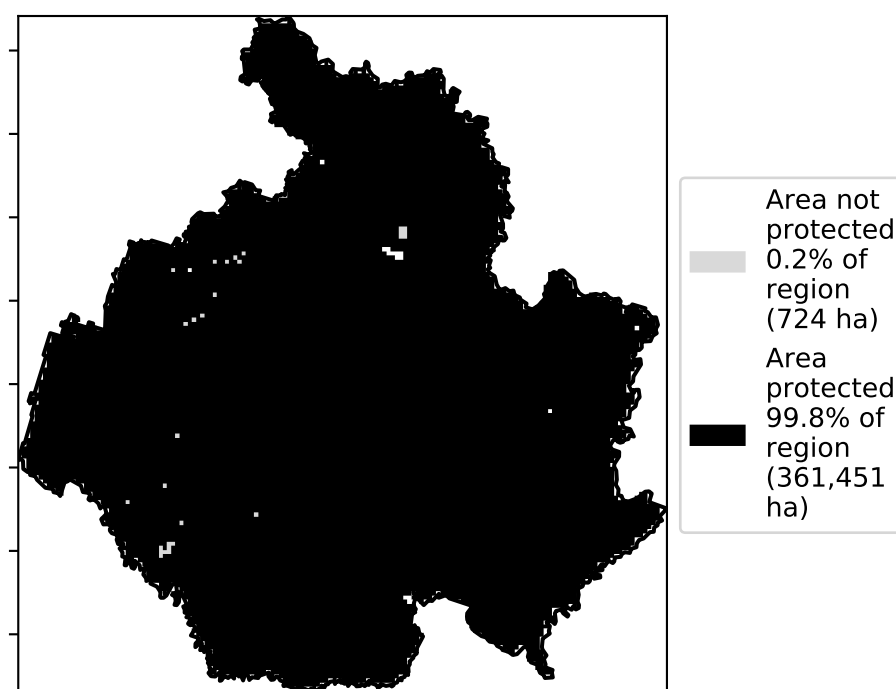 Area not
protected
0.2% of
region
(724 ha)
Area
protected
99.8% of
region
(361,451
ha)